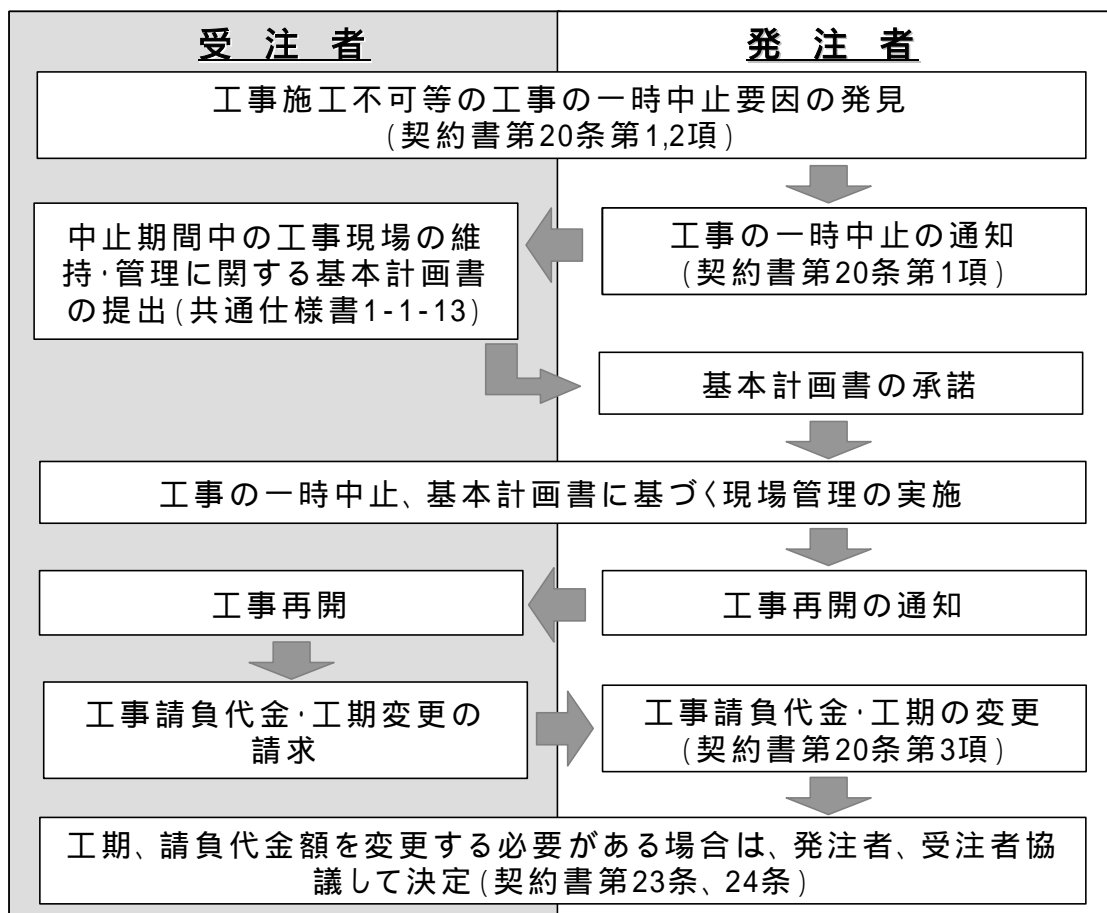 受注者
発注者
工事施工不可等の工事の一時中止要因の発見
(契約書第20条第1,2項)
工事の一時中止の通知
(契約書第20条第1項)
中止期間中の工事現場の維
持・管理に関する基本計画書
の提出(共通仕様書1-1-13)
基本計画書の承諾
工事の一時中止、基本計画書に基づく現場管理の実施
工事再開の通知
工事再開
工事請負代金・工期変更の
請求
工事請負代金・工期の変更
(契約書第20条第3項)
工期、請負代金額を変更する必要がある場合は、発注者、受注者協
議して決定(契約書第23条、24条)